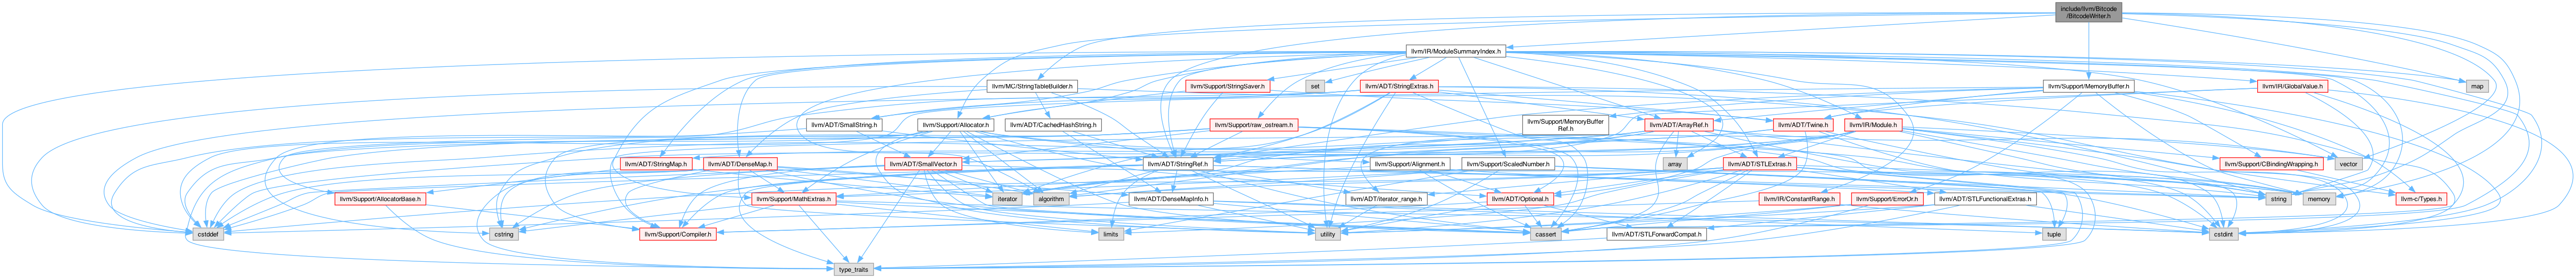 include/llvm/Bitcode
/BitcodeWriter.h
llvm/IR/ModuleSummaryIndex.h
llvm/MC/StringTableBuilder.h
llvm/Support/StringSaver.h
set
llvm/ADT/StringExtras.h
llvm/Support/MemoryBuffer.h
llvm/IR/GlobalValue.h
map
llvm/ADT/SmallString.h
llvm/Support/Allocator.h
llvm/ADT/CachedHashString.h
llvm/Support/raw_ostream.h
llvm/Support/MemoryBuffer
Ref.h
llvm/ADT/ArrayRef.h
llvm/ADT/Twine.h
llvm/IR/Module.h
llvm/ADT/StringMap.h
llvm/ADT/DenseMap.h
llvm/ADT/SmallVector.h
llvm/ADT/StringRef.h
llvm/Support/Alignment.h
llvm/Support/ScaledNumber.h
array
llvm/ADT/STLExtras.h
llvm/Support/CBindingWrapping.h
vector
llvm/Support/AllocatorBase.h
llvm/Support/MathExtras.h
iterator
algorithm
llvm/ADT/DenseMapInfo.h
llvm/ADT/iterator_range.h
llvm/ADT/Optional.h
llvm/IR/ConstantRange.h
llvm/Support/ErrorOr.h
llvm/ADT/STLFunctionalExtras.h
string
memory
llvm-c/Types.h
cstddef
cstring
llvm/Support/Compiler.h
limits
utility
cassert
llvm/ADT/STLForwardCompat.h
tuple
cstdint
type_traits